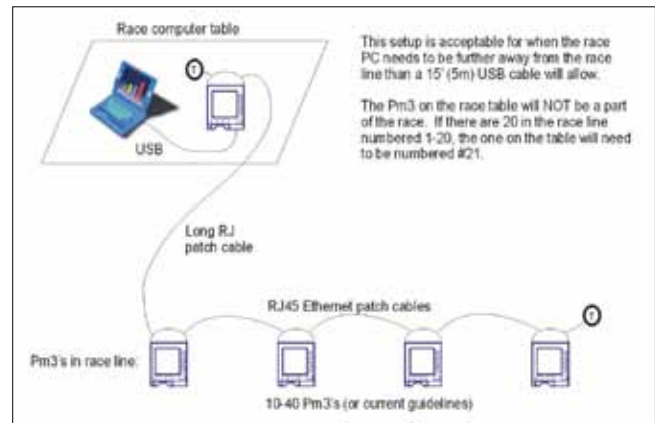 Race computer table
This setup is acceptable for when the race
PC needs to be further away from the race
line than a 15' (5m) USB cable will allow.
The Pm3 on the race table will NOT be a part
of the race. If there are 20 in the race line
numbered 1-20, the one on the table will need
to be numbered #21.
T
USB
Long RJ
patch cable
RJ45 Ethernet patch cables
T
Pm3's in race line:
10-40 Pm3's (or current guidelines)